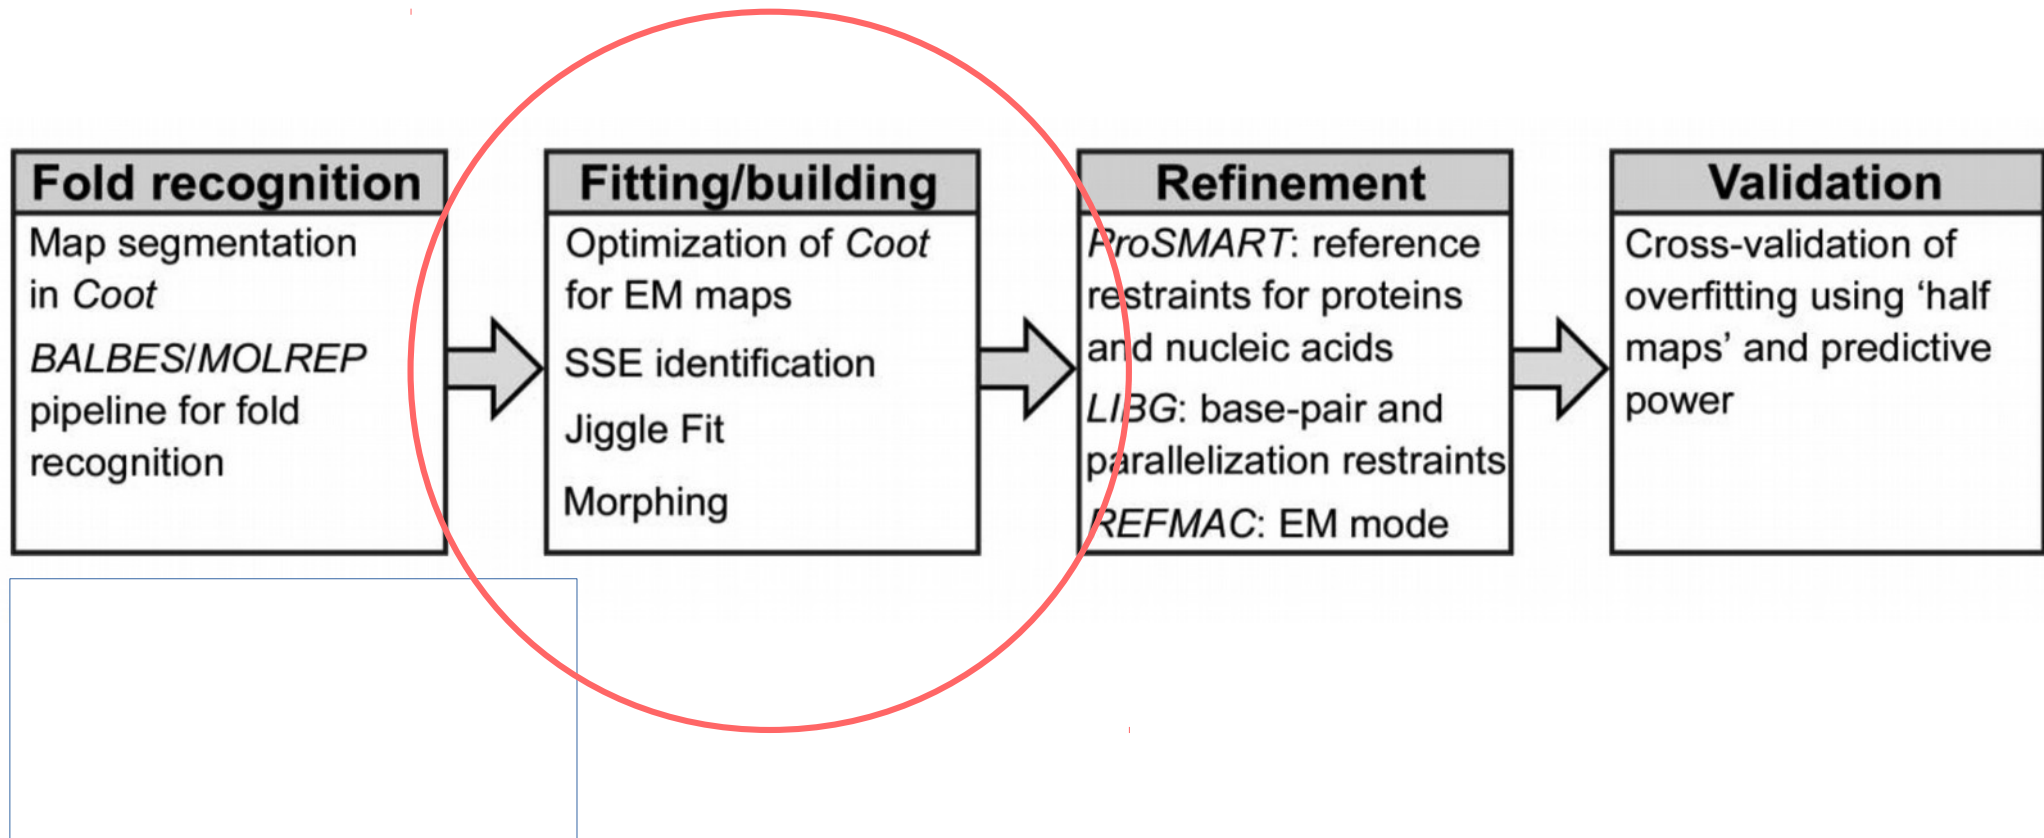 Fold recognition
Map segmentation
in Coot
BALBES/MOLREP
pipeline for fold
recognition
Fitting/building
Optimization of Coot
for EM maps
SSE identification
Jiggle Fit
Morphing
Refinement
ProSMART: reference
restraints for proteins
and nucleic acids
LIBG: base-pair and
parallelization restraints
REFMAC: EM mode
Validation
Cross-validation of
overfitting using ‘half
maps’ and predictive
power